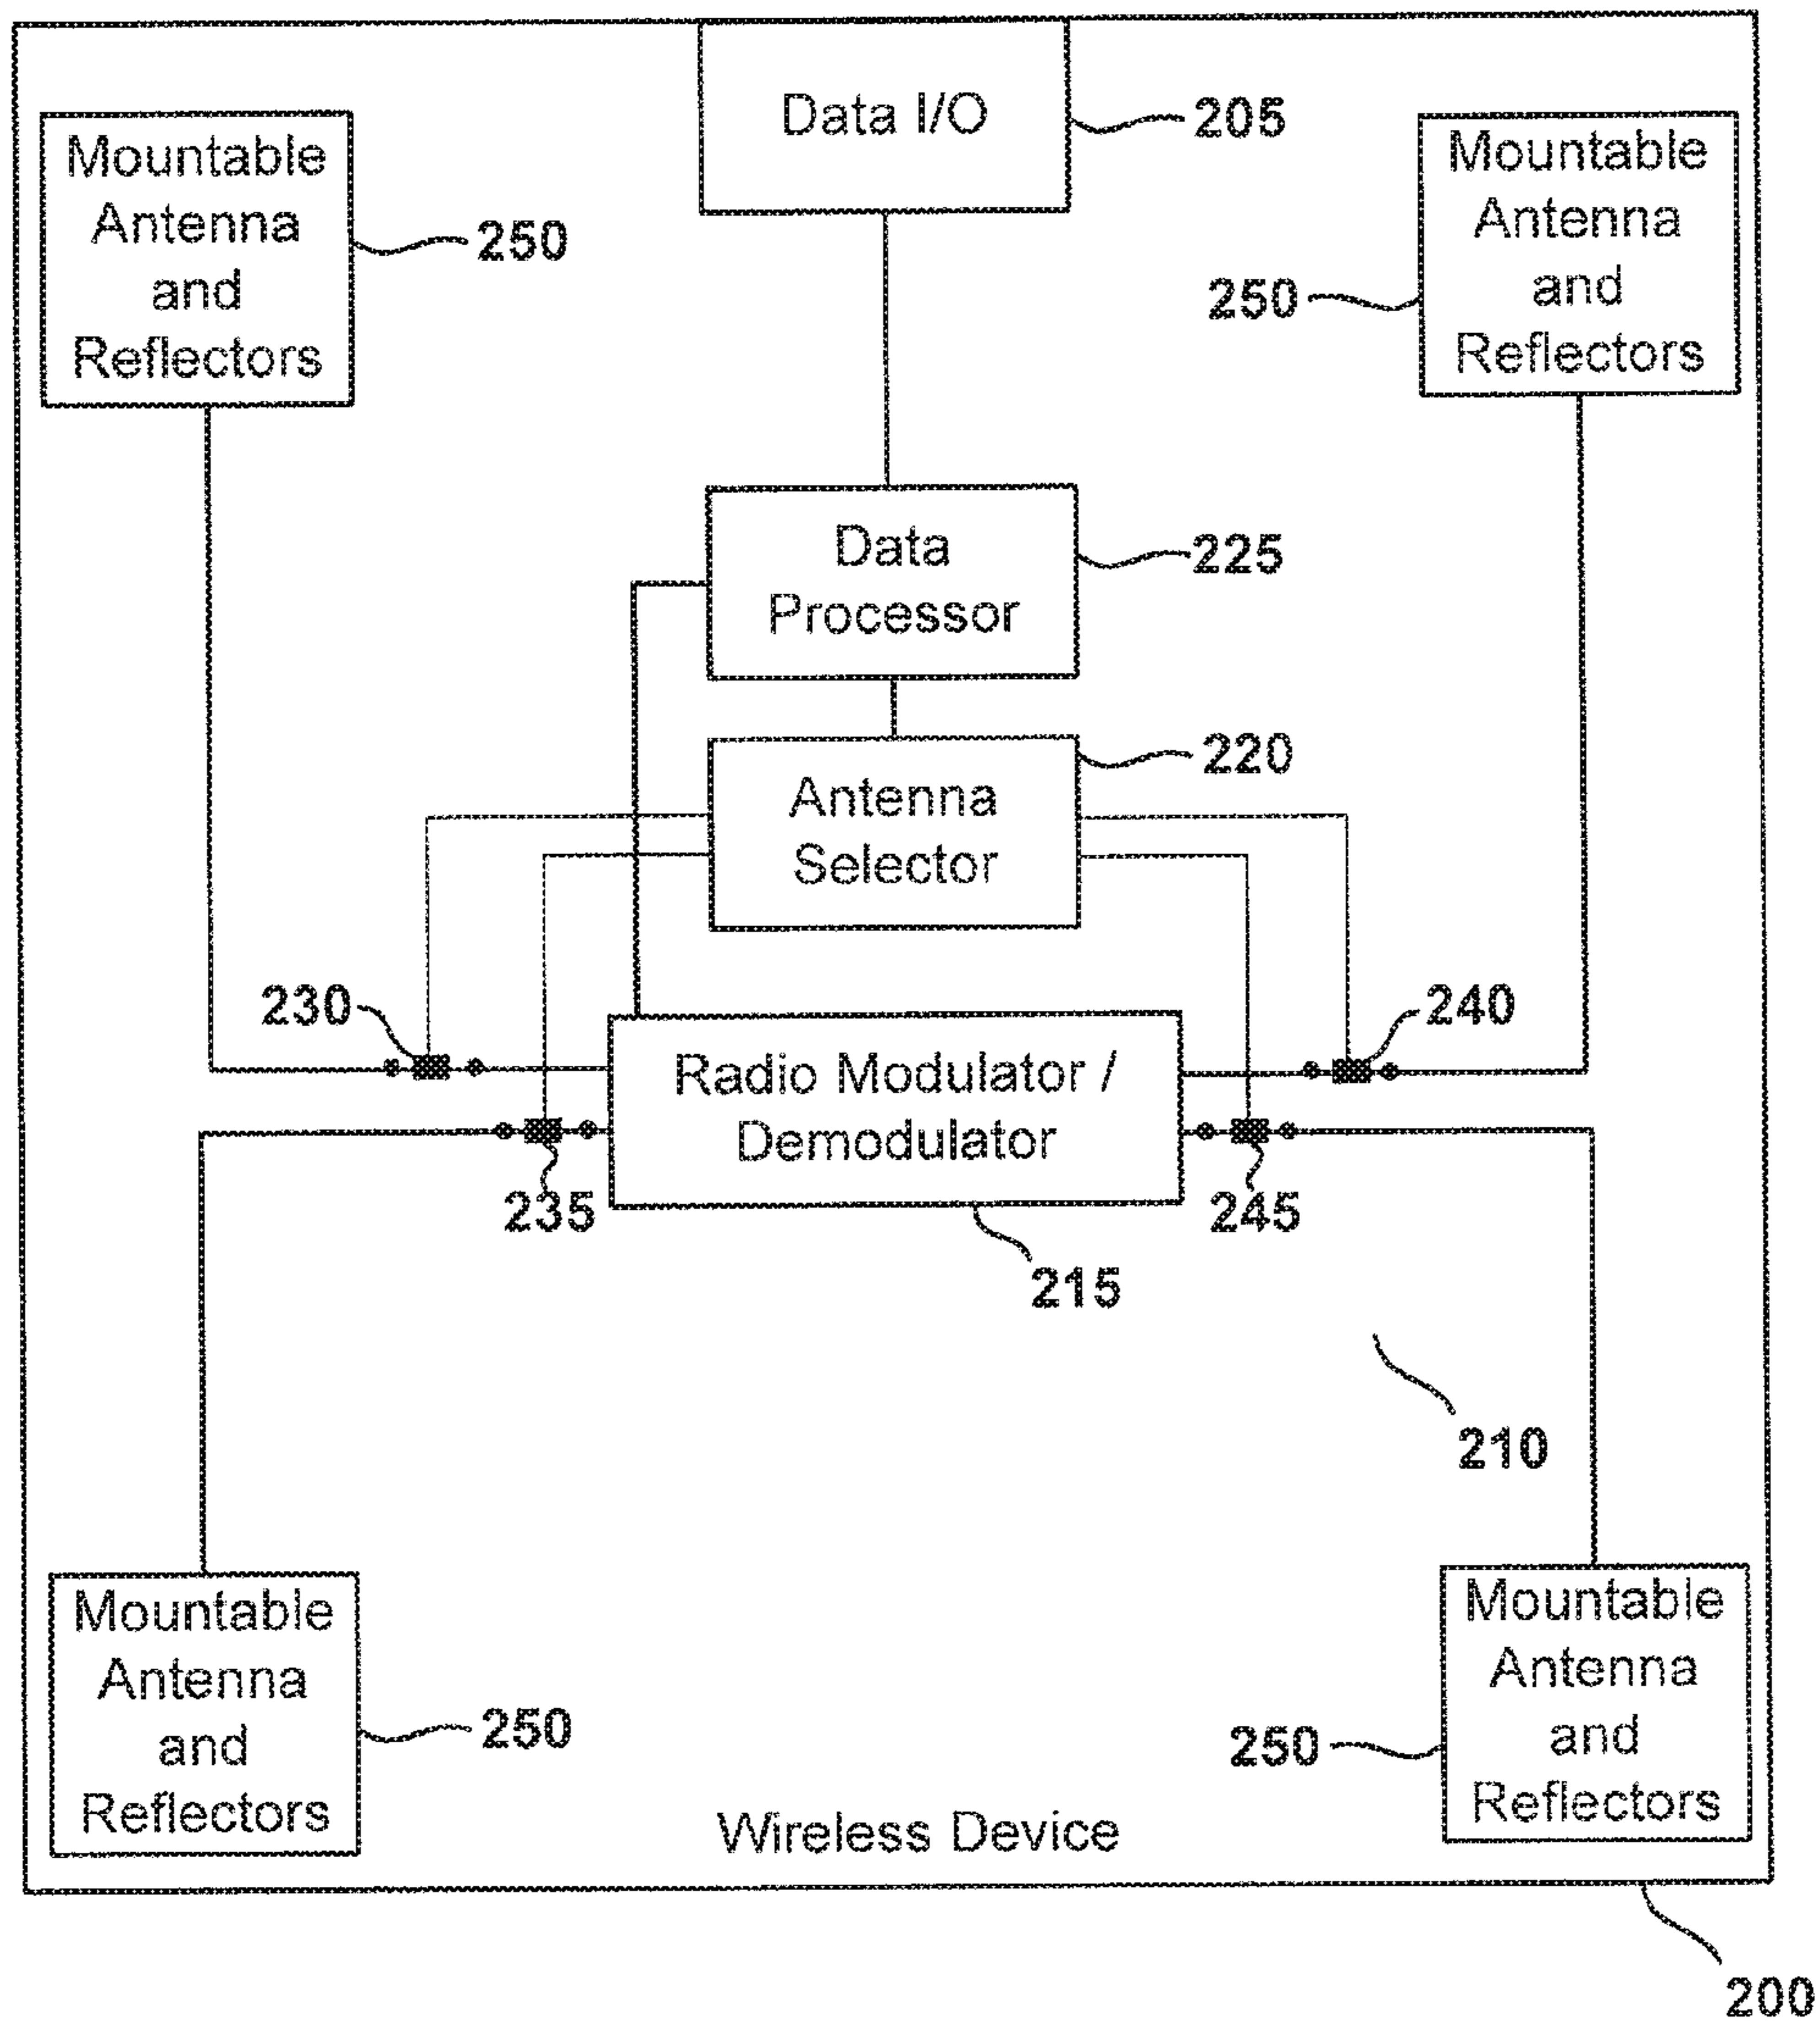 Data I/O
205
Mountable
Antenna
and
Reflectors
250
Mountable
Antenna
and
Reflectors
250
Data
Processor
225
Antenna
Selector
220
230
240
Radio Modulator /
Demodulator
235
245
215
210
Mountable
Antenna
and
Reflectors
250
Mountable
Antenna
and
Reflectors
250
Wireless Device
200